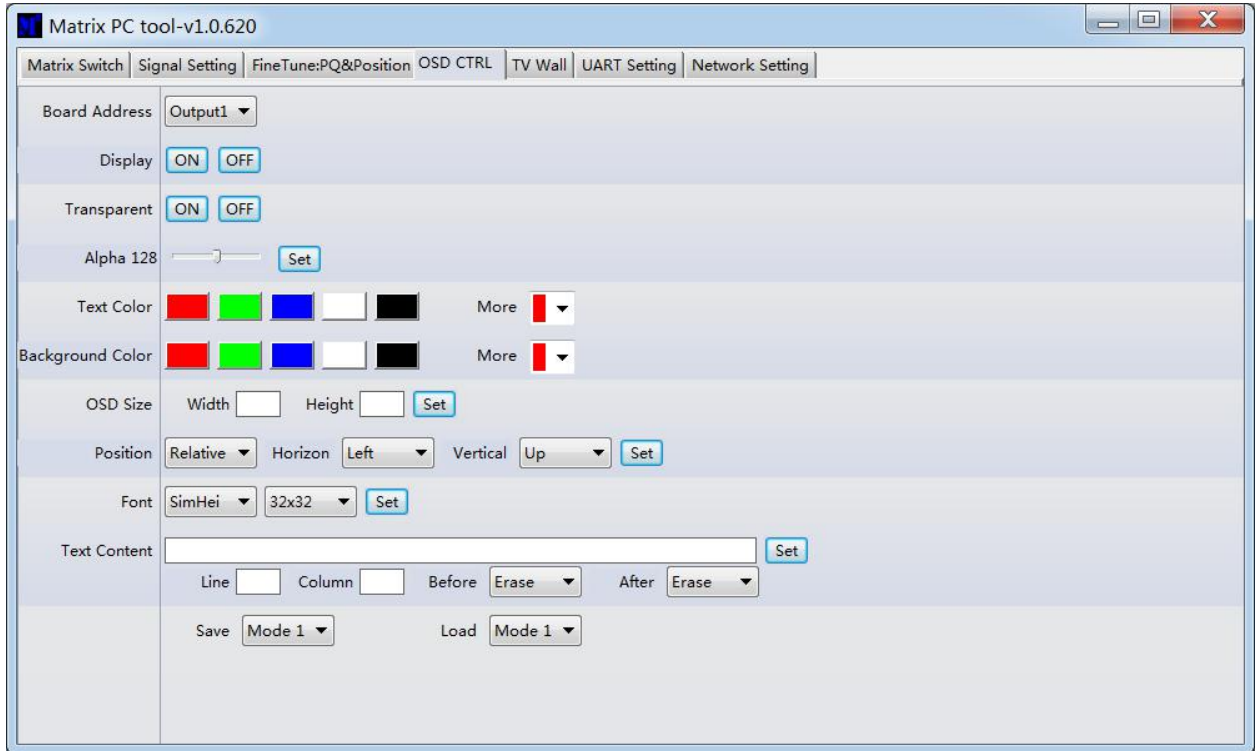 Matrix PC tool-v1.0.620
Matrix Switch Signal Setting FineTune:PQ&Position OSD CTRL TV Wall UART Setting Network Setting
Board Address Output1
Display ON OFF
Transparent ON OFF
Alpha 128 Set
Text Color More
Background Color More
OSD Size Width Height Set
Position Relative Horizon Left Vertical Up Set
Font SimHei 32x32 Set
Text Content Set
Line Column Before Erase After Erase
Save Mode 1 Load Mode 1